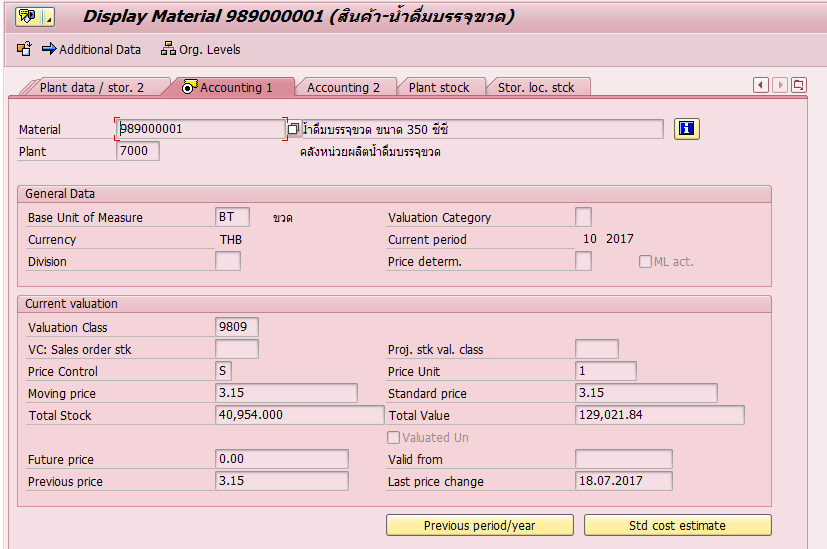 Display Material 989000001 (สินค้า-น้ำดื่มบรรจุขวด)
Additional Data Org. Levels
Plant data / stor. 2 Accounting 1 Accounting 2 Plant stock Stor. loc. stck
Material 989000001 น้ำดื่มบรรจุขวด ขนาด 350 ซีซี
Plant 7000 คลังหน่วยผลิตน้ำดื่มบรรจุขวด
General Data
Base Unit of Measure BT ขวด Valuation Category
Currency THB Current period 10 2017
Division Price determ. ML act.
Current valuation
Valuation Class 9809
VC: Sales order stk Proj. stk val. class
Price Control S Price Unit 1
Moving price 3.15 Standard price 3.15
Total Stock 40,954.000 Total Value 129,021.84
Valuated Un
Future price 0.00 Valid from
Previous price 3.15 Last price change 18.07.2017
Previous period/year Std cost estimate